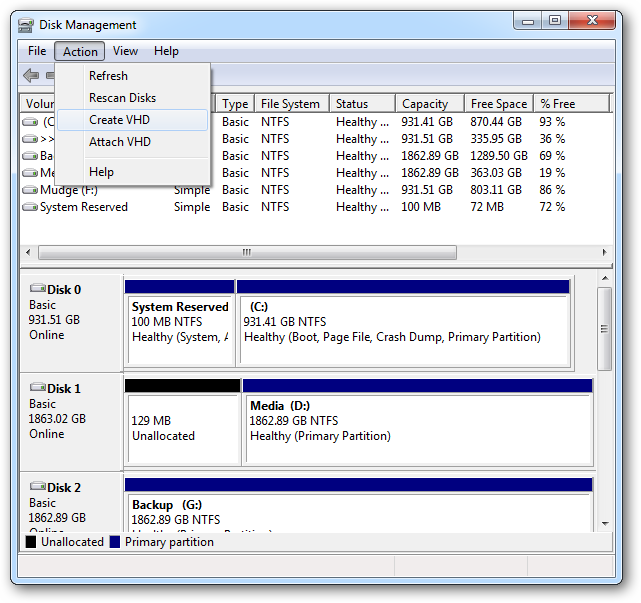 Disk Management
File Action View Help
Refresh
Rescan Disks
Create VHD
Attach VHD
Help
Volu Type File System Status Capacity Free Space % Free
(C Basic NTFS Healthy ... 931.41 GB 870.44 GB 93 %
>> Basic NTFS Healthy ... 931.51 GB 335.95 GB 36 %
Ba Basic NTFS Healthy ... 1862.89 GB 1289.50 GB 69 %
Me Basic NTFS Healthy ... 1862.89 GB 363.03 GB 19 %
Mudge (F:) Simple Basic NTFS Healthy ... 931.51 GB 803.11 GB 86 %
System Reserved Simple Basic NTFS Healthy ... 100 MB 72 MB 72 %
Disk 0
Basic
931.51 GB
Online
System Reserved
100 MB NTFS
Healthy (System, A
(C:)
931.41 GB NTFS
Healthy (Boot, Page File, Crash Dump, Primary Partition)
Disk 1
Basic
1863.02 GB
Online
129 MB
Unallocated
Media (D:)
1862.89 GB NTFS
Healthy (Primary Partition)
Disk 2
Basic
1862.89 GB
Online
Backup (G:)
1862.89 GB NTFS
Healthy (Primary Partition)
Unallocated Primary partition